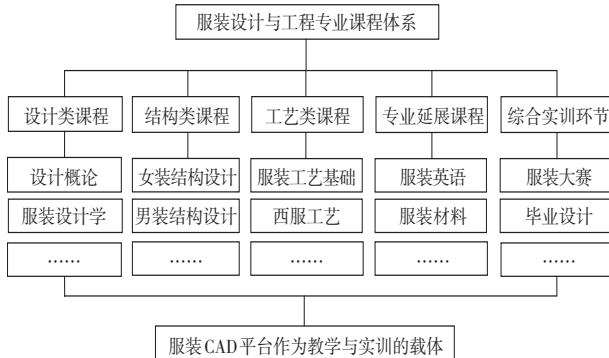 服装设计与工程专业课程体系
设计类课程
结构类课程
工艺类课程
专业延展课程
综合实训环节
设计概论
女装结构设计
服装工艺基础
服装英语
服装大赛
服装设计学
男装结构设计
西服工艺
服装材料
毕业设计
……
……
……
……
……
服装CAD平台作为教学与实训的载体